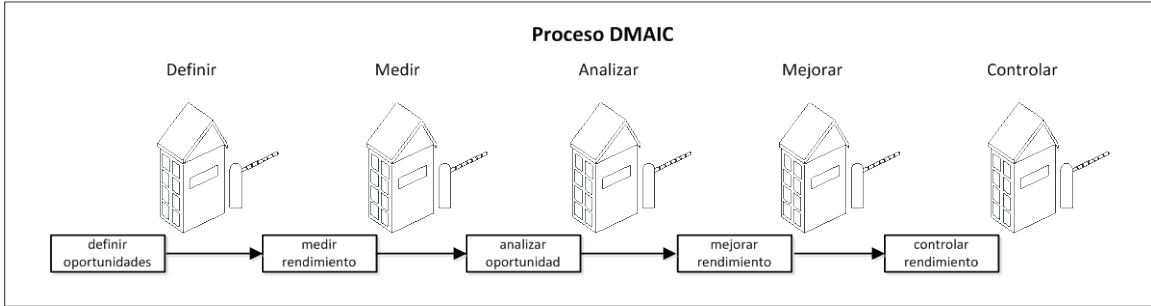 Proceso DMAIC
Definir
Medir
Analizar
Mejorar
Controlar
definir
oportunidades
medir
rendimiento
analizar
oportunidad
mejorar
rendimiento
controlar
rendimiento